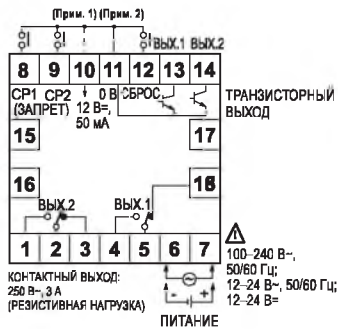 (Прим. 1) (Прим. 2)
ВЫХ.1 ВЫХ.2
8 9 10 11 12 13 14
СР1 СР2 0 В СБРОС
(ЗАПРЕТ) 12 В=,
50 мА
ТРАНЗИСТОРНЫЙ
ВЫХОД
15 17
16 18
ВЫХ.2 ВЫХ.1
1 2 3 4 5 6 7
КОНТАКТНЫЙ ВЫХОД:
250 В~, 3 А
(РЕЗИСТИВНАЯ НАГРУЗКА)
- +
ПИТАНИЕ
100-240 В~,
50/60 Гц;
12-24 В~, 50/60 Гц;
12-24 В=